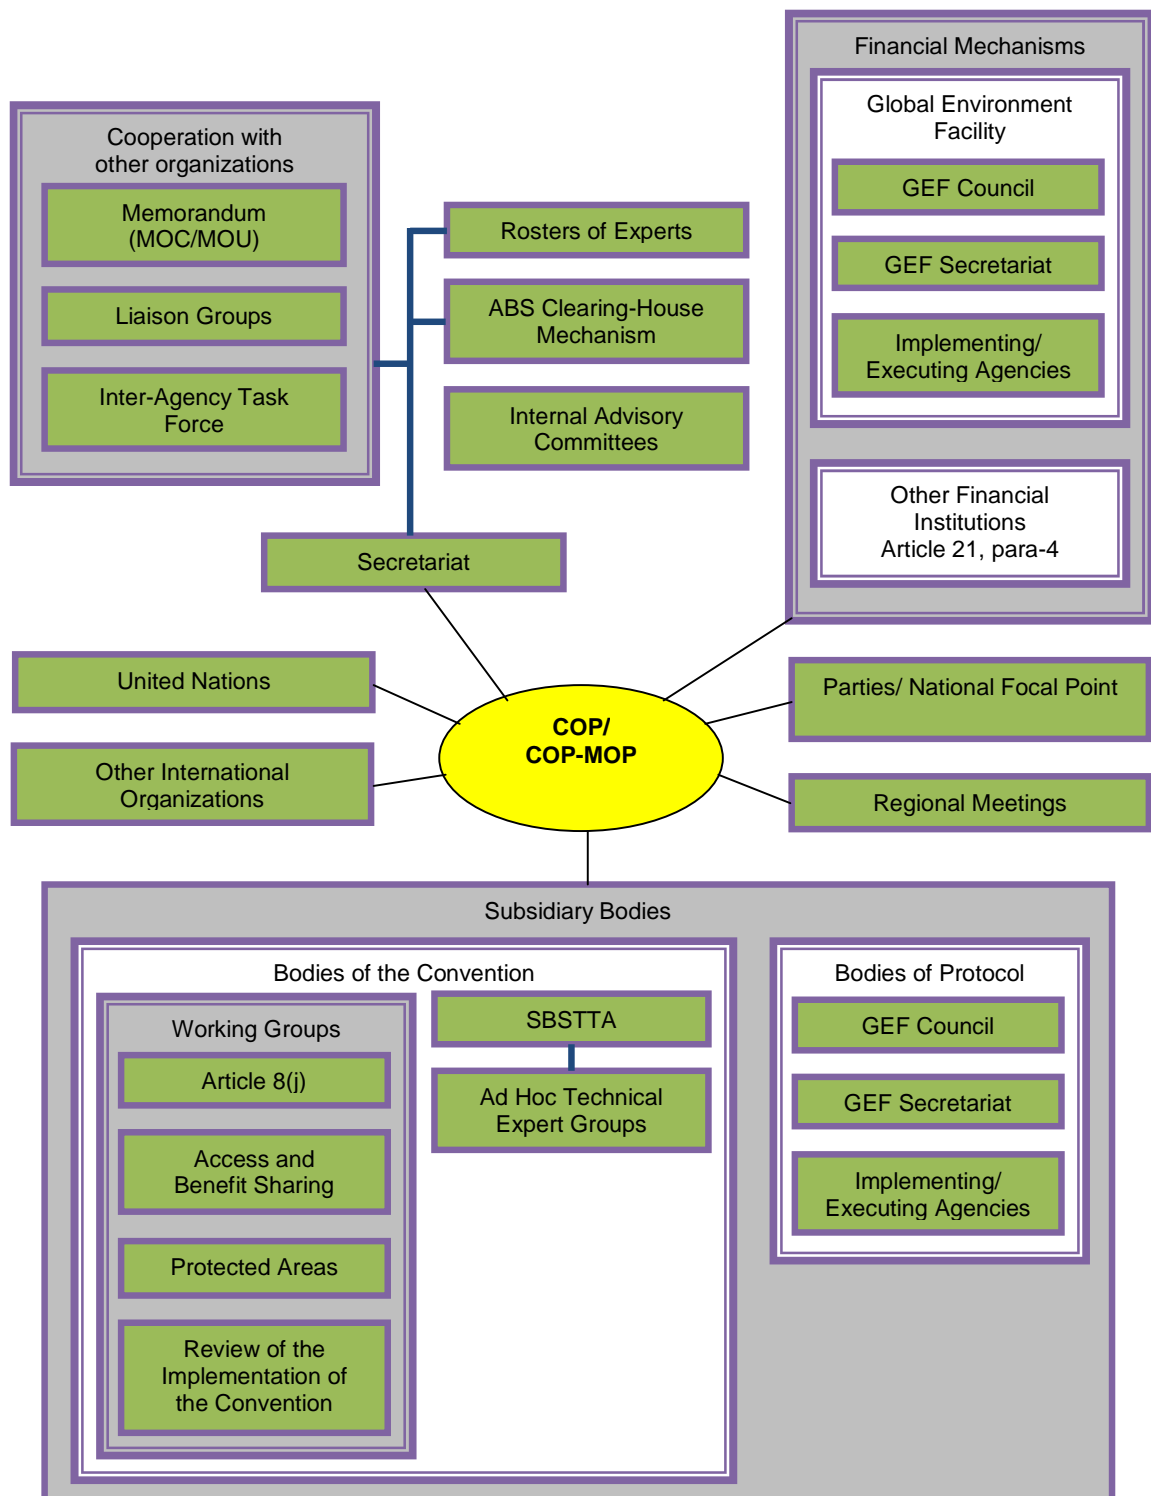 Financial Mechanisms
Global Environment
Facility
GEF Council
GEF Secretariat
Implementing/
Executing Agencies
Other Financial
Institutions
Article 21, para-4
Cooperation with
other organizations
Memorandum
(MOC/MOU)
Liaison Groups
Inter-Agency Task
Force
Rosters of Experts
ABS Clearing-House
Mechanism
Internal Advisory
Committees
Secretariat
United Nations
Other International
Organizations
COP/
COP-MOP
Parties/ National Focal Point
Regional Meetings
Subsidiary Bodies
Bodies of the Convention
Working Groups
Article 8(j)
Access and
Benefit Sharing
Protected Areas
Review of the
Implementation of
the Convention
SBSTTA
Ad Hoc Technical
Expert Groups
Bodies of Protocol
GEF Council
GEF Secretariat
Implementing/
Executing Agencies